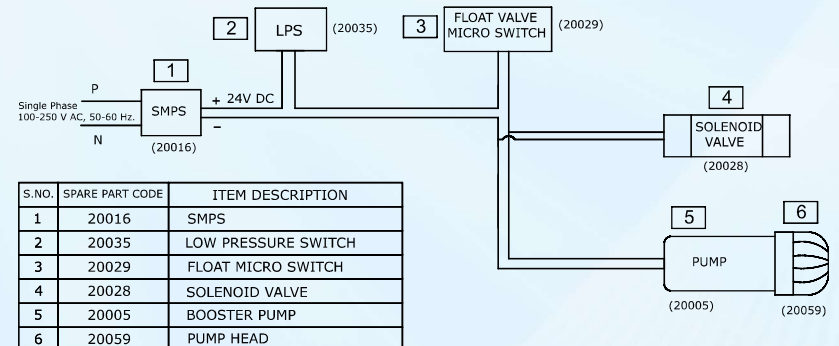 2
LPS
(20035)
3
FLOAT VALVE
MICRO SWITCH
(20029)
1
P
Single Phase
100-250 V AC, 50-60 Hz.
N
SMPS
(20016)
+ 24V DC
–
4
SOLENOID
VALVE
(20028)
5
PUMP
(20005)
6
(20059)
S.NO. SPARE PART CODE ITEM DESCRIPTION
1 20016 SMPS
2 20035 LOW PRESSURE SWITCH
3 20029 FLOAT MICRO SWITCH
4 20028 SOLENOID VALVE
5 20005 BOOSTER PUMP
6 20059 PUMP HEAD